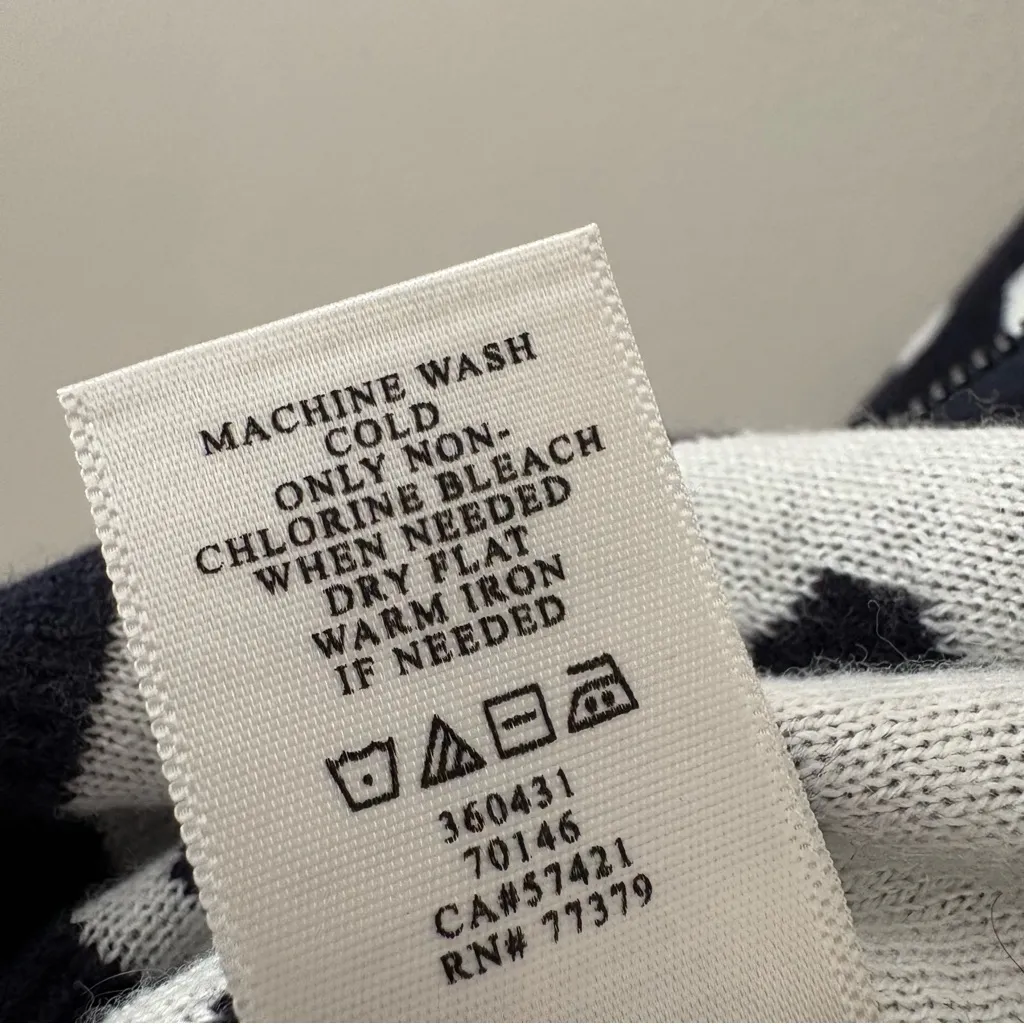 MACHINE WASH
COLD
ONLY NON-
CHLORINE BLEACH
WHEN NEEDED
DRY FLAT
WARM IRON
IF NEEDED
360431
70146
CA#57421
RN# 77379